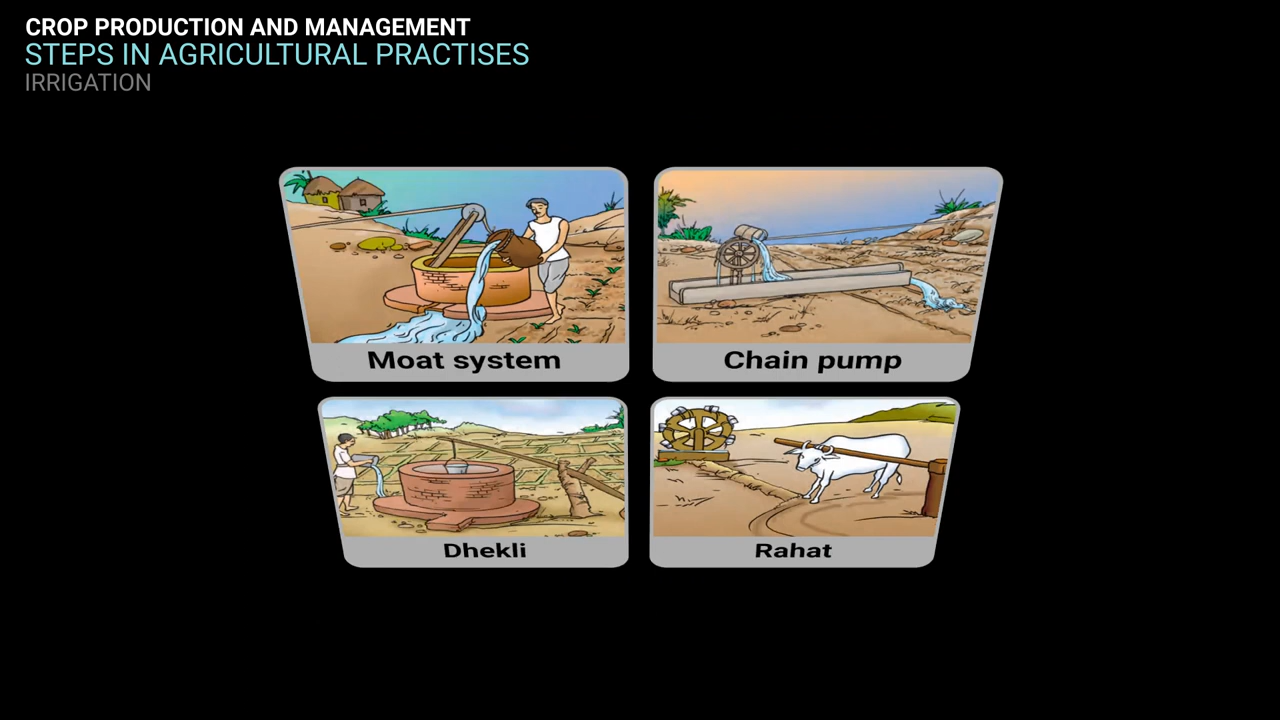 CROP PRODUCTION AND MANAGEMENT
STEPS IN AGRICULTURAL PRACTISES
IRRIGATION
Moat system
Chain pump
Dhekli
Rahat